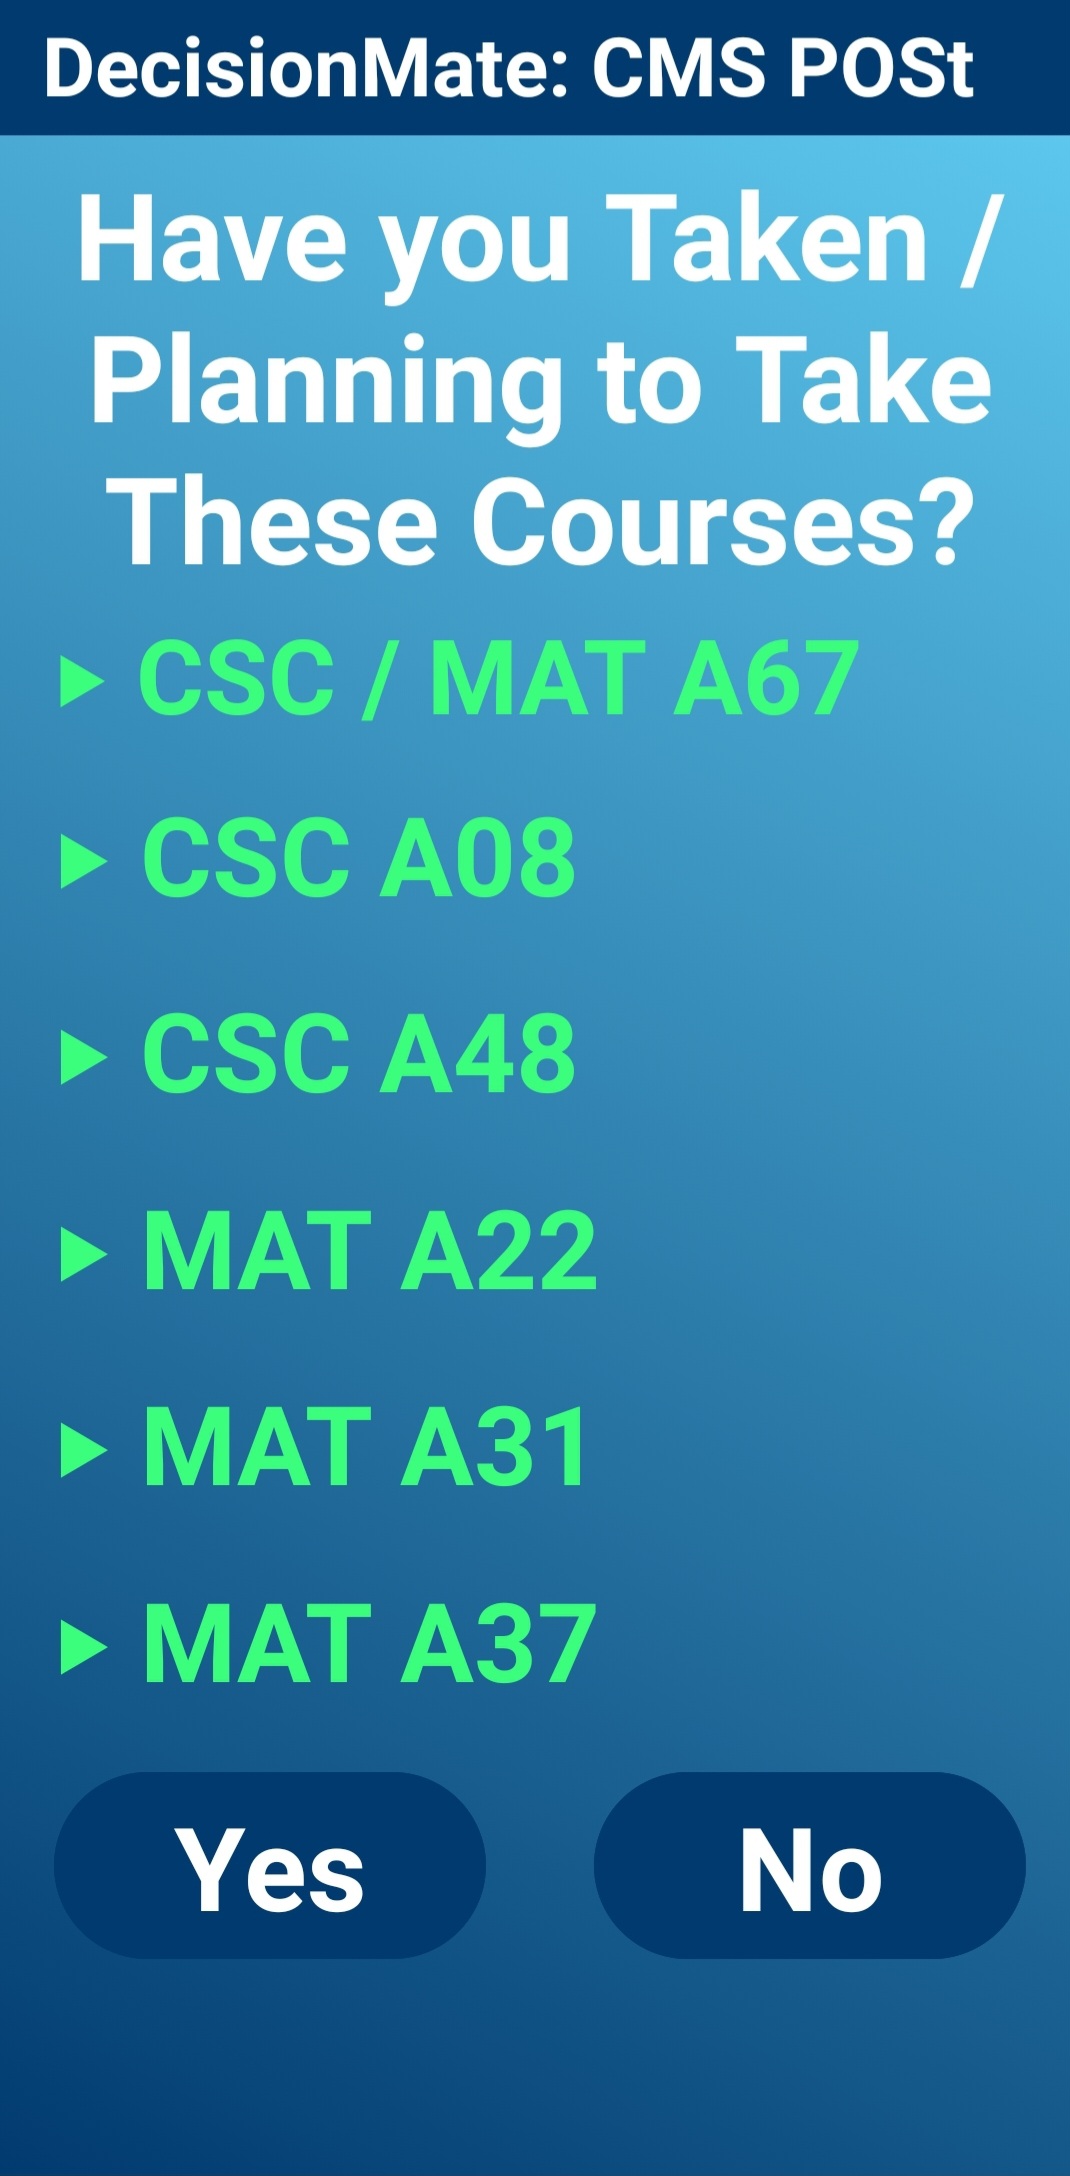 DecisionMate: CMS POSt
Have you Taken /
Planning to Take
These Courses?
CSC / MAT A67
CSC A08
CSC A48
MAT A22
MAT A31
MAT A37
Yes
No